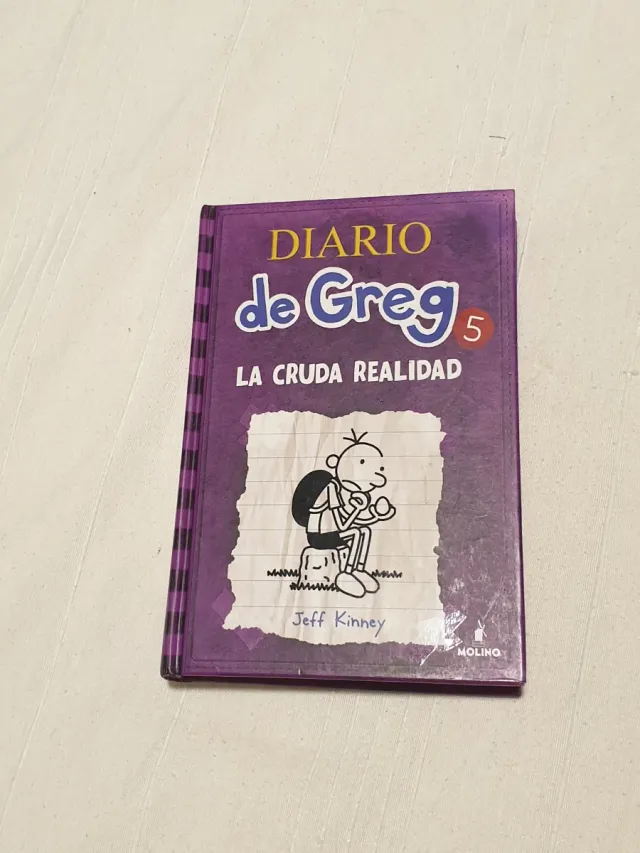 DIARIO
de Greg 5
LA CRUDA REALIDAD
Jeff Kinney
MOLINO